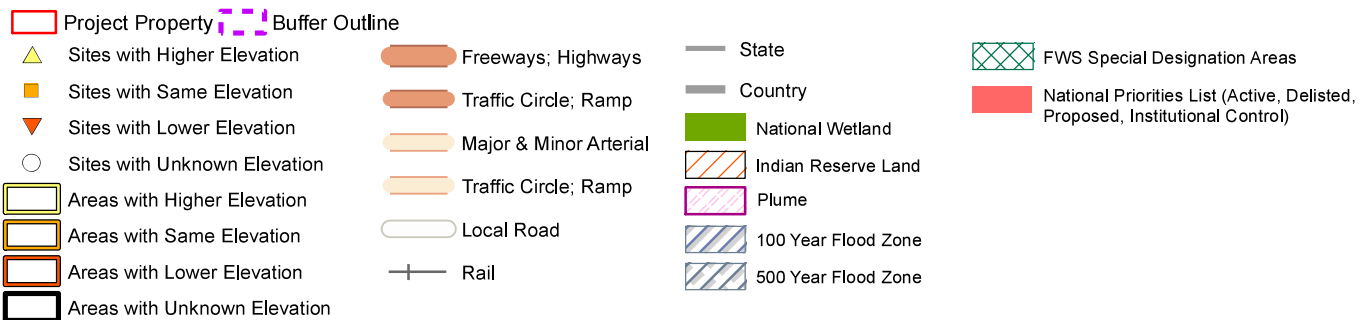 Project Property Buffer Outline
Sites with Higher Elevation
Sites with Same Elevation
Sites with Lower Elevation
Sites with Unknown Elevation
Areas with Higher Elevation
Areas with Same Elevation
Areas with Lower Elevation
Areas with Unknown Elevation
Freeways; Highways
Traffic Circle; Ramp
Major & Minor Arterial
Traffic Circle; Ramp
Local Road
Rail
State
Country
National Wetland
Indian Reserve Land
Plume
100 Year Flood Zone
500 Year Flood Zone
FWS Special Designation Areas
National Priorities List (Active, Delisted,
Proposed, Institutional Control)